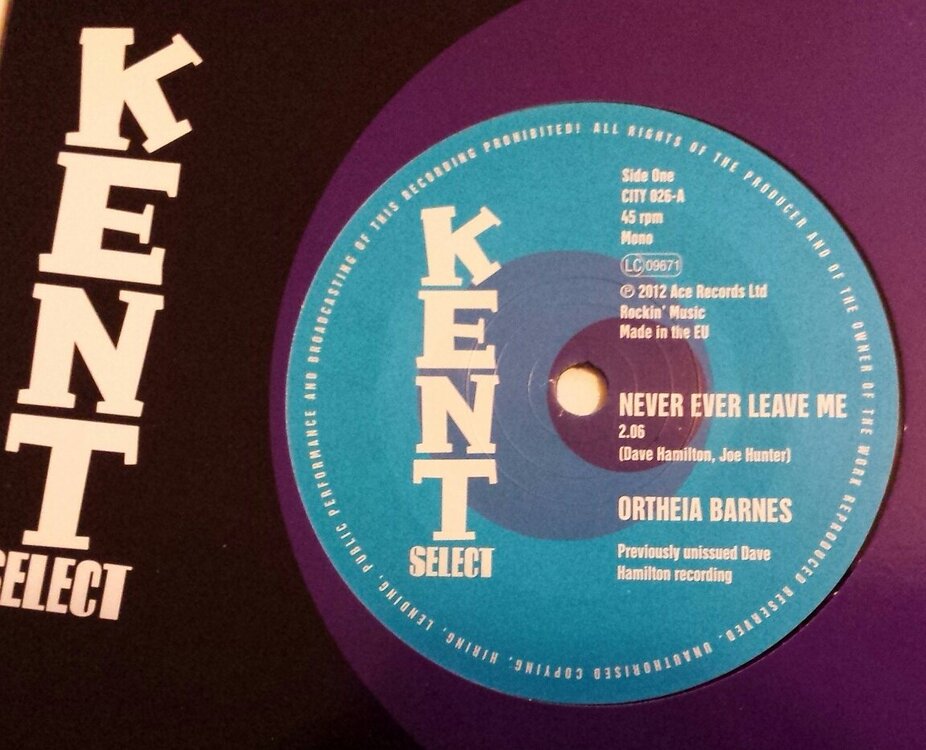 KENT
SELECT
KENT
SELECT
Side One
CITY 026-A
45 rpm
Mono
LC 09671
℗ 2012 Ace Records Ltd
Rockin' Music
Made in the EU
NEVER EVER LEAVE ME
2.06
(Dave Hamilton, Joe Hunter)
ORTHEIA BARNES
Previously unissued Dave
Hamilton recording
ALL RIGHTS OF THE PRODUCER AND OF THE OWNER OF THE WORK REPRODUCED RESERVED. UNAUTHORISED COPYING, HIRING, LENDING, PUBLIC PERFORMANCE AND BROADCASTING OF THIS RECORDING PROHIBITED!